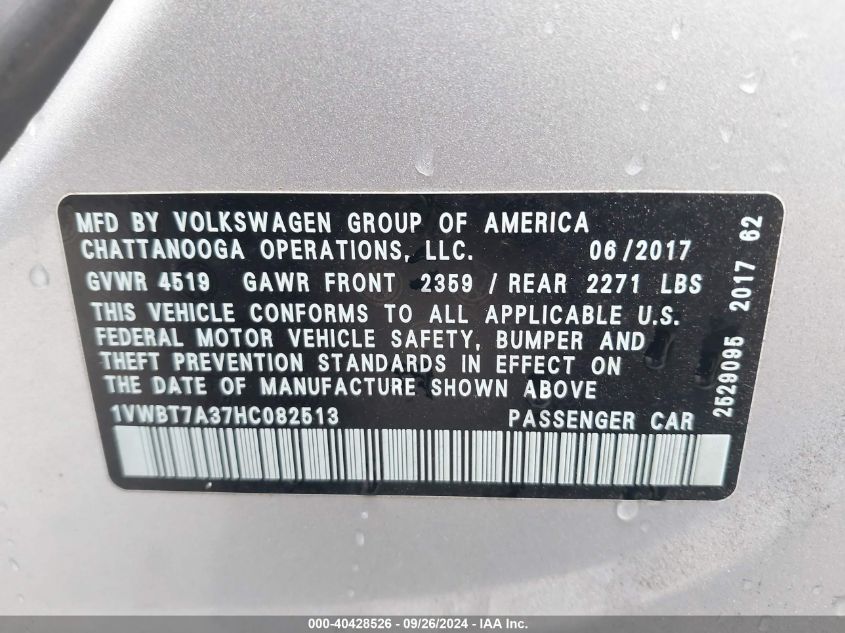 MFD BY VOLKSWAGEN GROUP OF AMERICA
CHATTANOOGA OPERATIONS, LLC. 06/2017
GVWR 4519 GAWR FRONT 2359 / REAR 2271 LBS
THIS VEHICLE CONFORMS TO ALL APPLICABLE U.S.
FEDERAL MOTOR VEHICLE SAFETY, BUMPER AND
THEFT PREVENTION STANDARDS IN EFFECT ON
THE DATE OF MANUFACTURE SHOWN ABOVE
1VWBT7A37HC082513 PASSENGER CAR
2529095 2017 62
000-40428526 - 09/26/2024 - IAA Inc.